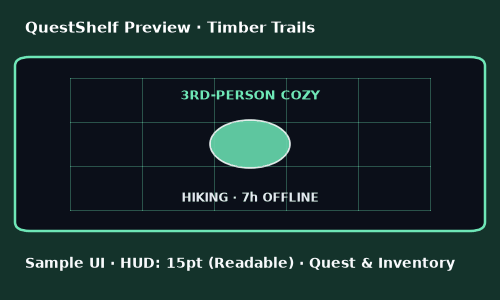 QuestShelf Preview · Timber Trails
3RD-PERSON COZY
HIKING · 7h OFFLINE
Sample UI · HUD: 15pt (Readable) · Quest & Inventory